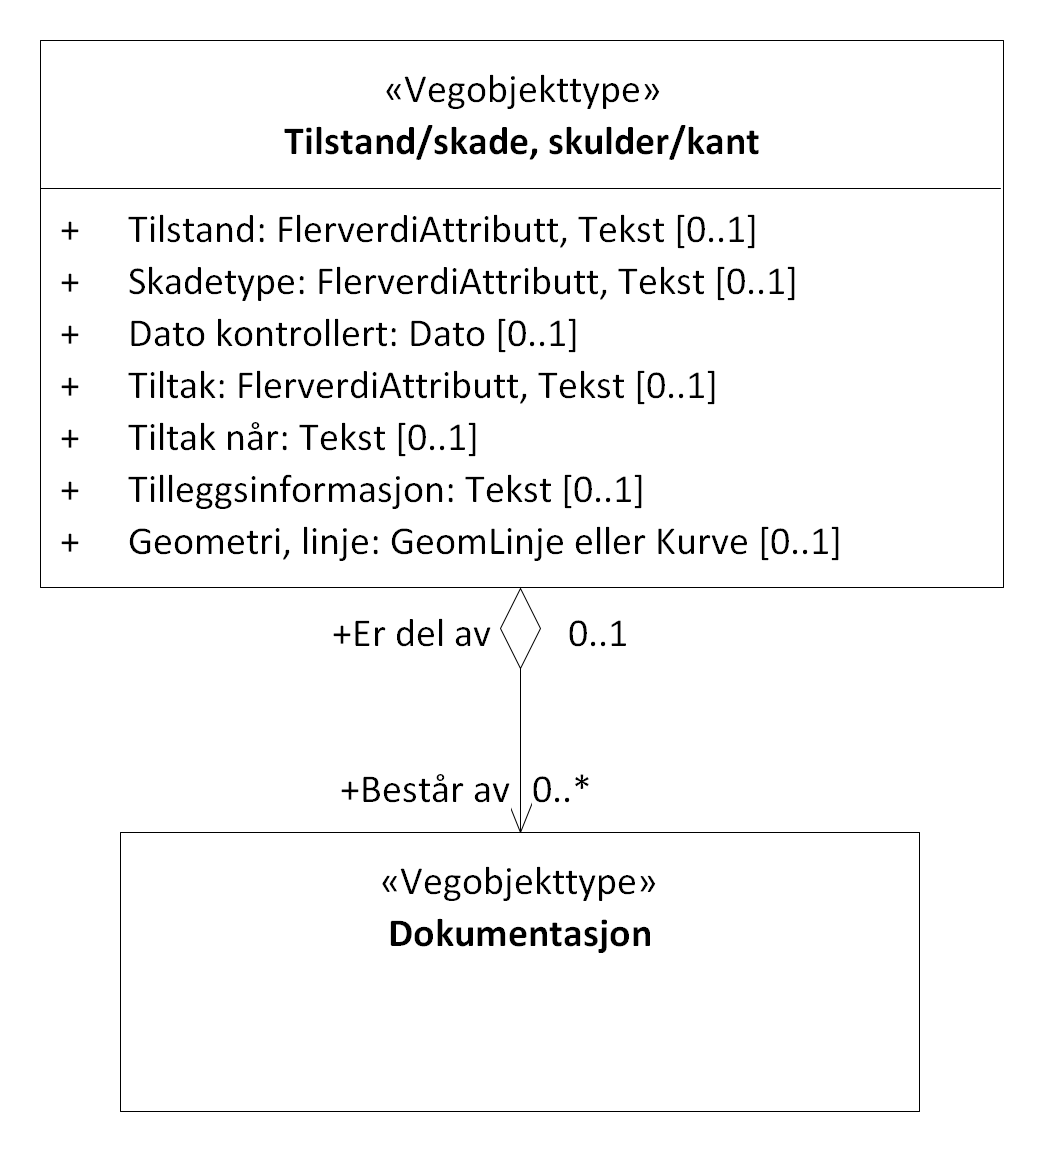 «Vegobjekttype»
Tilstand/skade, skulder/kant
+ Tilstand: FlerverdiAttributt, Tekst [0..1]
+ Skadetype: FlerverdiAttributt, Tekst [0..1]
+ Dato kontrollert: Dato [0..1]
+ Tiltak: FlerverdiAttributt, Tekst [0..1]
+ Tiltak når: Tekst [0..1]
+ Tilleggsinformasjon: Tekst [0..1]
+ Geometri, linje: GeomLinje eller Kurve [0..1]
+Er del av 0..1
+Består av 0..*
«Vegobjekttype»
Dokumentasjon